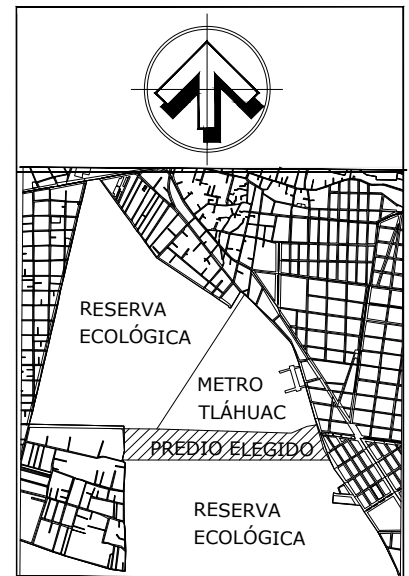 RESERVA
ECOLÓGICA
METRO
TLÁHUAC
PREDIO ELEGIDO
RESERVA
ECOLÓGICA